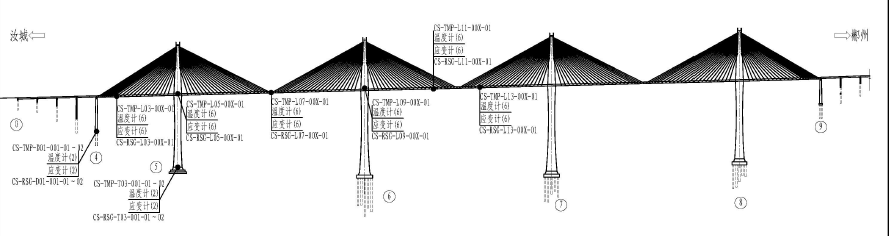 汝城
郴州
CS-TMP-L11-00X-01
温度计(6)
应变计(6)
CS-RSG-L11-00X-01
CS-TMP-L03-00X-01
温度计(6)
应变计(6)
CS-RSG-L03-00X-01
CS-TMP-L05-00X-01
温度计(6)
应变计(6)
CS-RSG-L05-00X-01
CS-TMP-L07-00X-01
温度计(6)
应变计(6)
CS-RSG-L07-00X-01
CS-TMP-L09-00X-01
温度计(6)
应变计(6)
CS-RSG-L09-00X-01
CS-TMP-L13-00X-01
温度计(6)
应变计(6)
CS-RSG-L13-00X-01
0
9
CS-TMP-D01-001-01~02
温度计(2)
应变计(2)
CS-RSG-D01-001-01~02
4
5
CS-TMP-T03-001-01~02
温度计(2)
应变计(2)
CS-RSG-T03-001-01~02
6
7
8